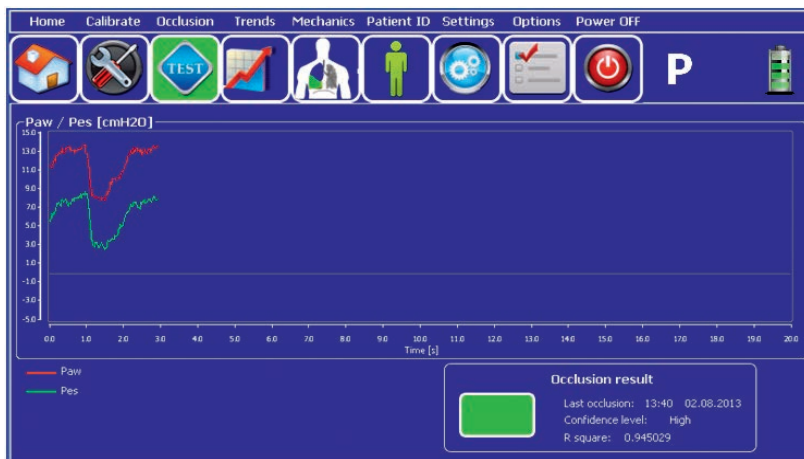 Home Calibrate Occlusion Trends Mechanics Patient ID Settings Options Power OFF
TEST
P
Paw / Pes [cmH2O]
15.0
13.0
11.0
9.0
7.0
5.0
3.0
1.0
-1.0
-3.0
-5.0
0.0 1.0 2.0 3.0 4.0 5.0 6.0 7.0 8.0 9.0 10.0 11.0 12.0 13.0 14.0 15.0 16.0 17.0 18.0 19.0 20.0
Time [s]
Paw
Pes
Occlusion result
Last occlusion: 13:40 02.08.2013
Confidence level: High
R square: 0.945029